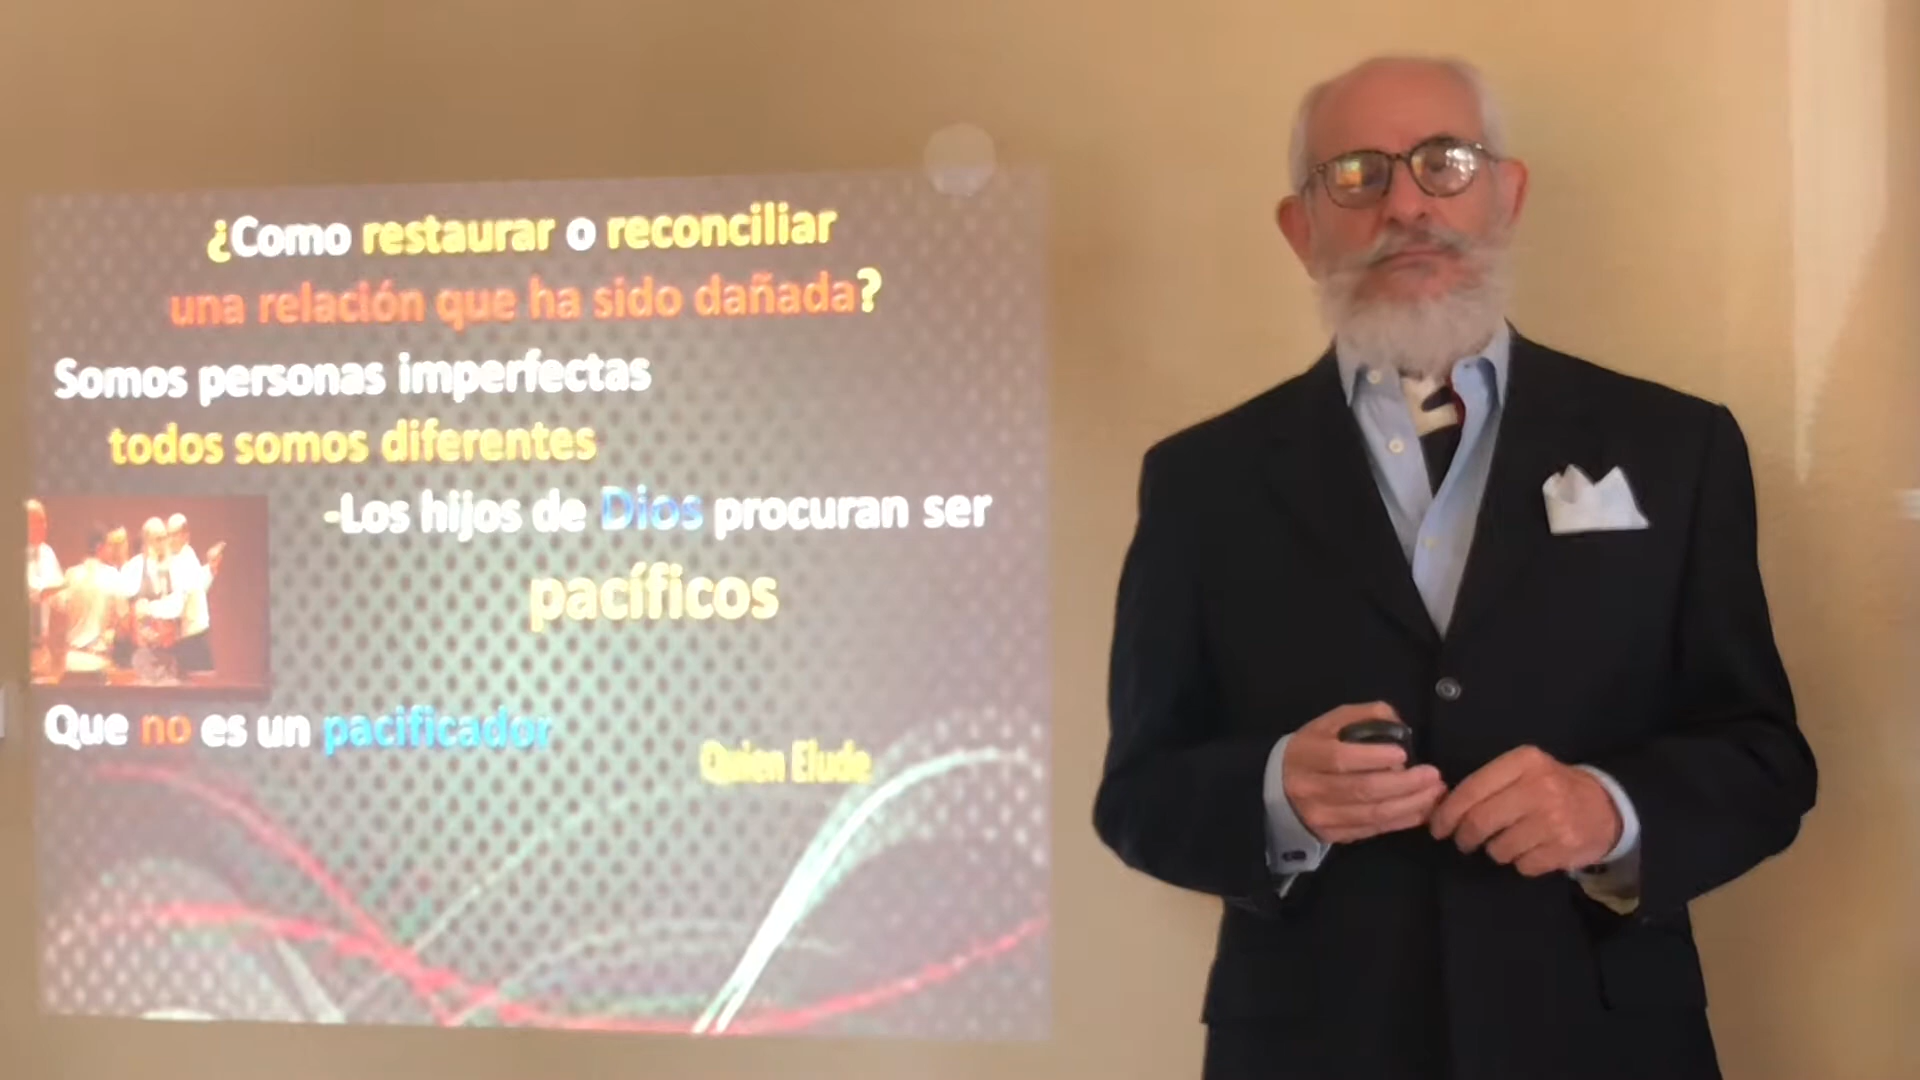 ¿Como restaurar o reconciliar
una relación que ha sido dañada?
Somos personas imperfectas
todos somos diferentes
-Los hijos de Dios procuran ser
pacíficos
Que no es un pacificador
Quien Elude